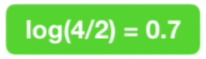 log(4/2) = 0.7